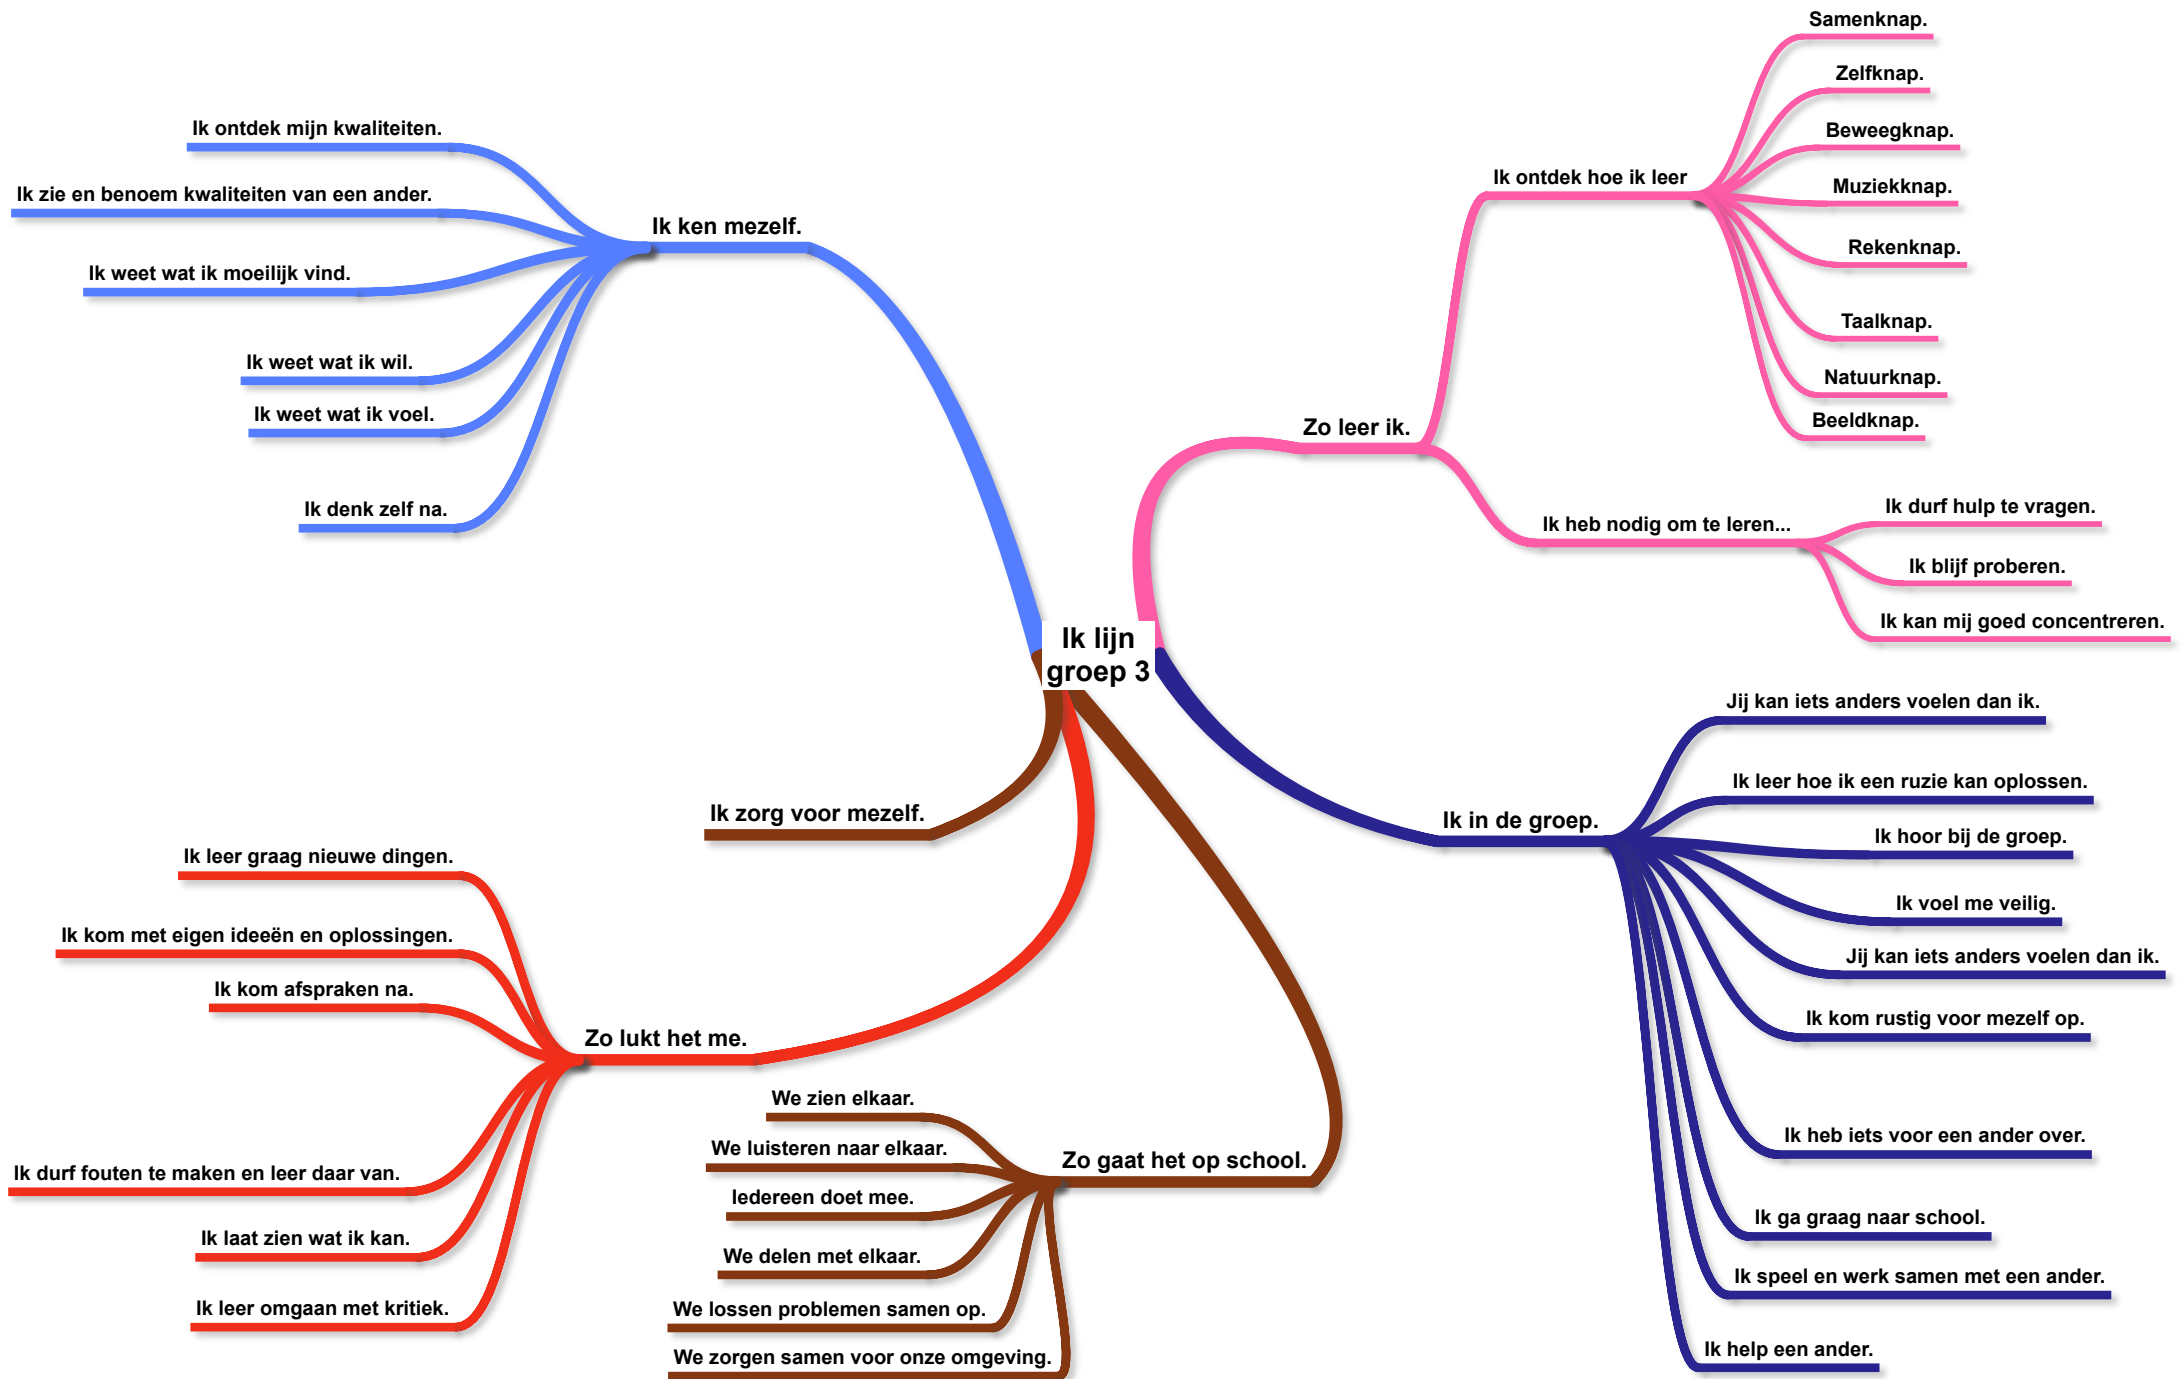 Ik lijn
groep 3
Ik ken mezelf.
Ik ontdek mijn kwaliteiten.
Ik zie en benoem kwaliteiten van een ander.
Ik weet wat ik moeilijk vind.
Ik weet wat ik wil.
Ik weet wat ik voel.
Ik denk zelf na.
Zo leer ik.
Ik ontdek hoe ik leer
Samenknap.
Zelfknap.
Beweegknap.
Muziekknap.
Rekenknap.
Taalknap.
Natuurknap.
Beeldknap.
Ik heb nodig om te leren...
Ik durf hulp te vragen.
Ik blijf proberen.
Ik kan mij goed concentreren.
Ik in de groep.
Jij kan iets anders voelen dan ik.
Ik leer hoe ik een ruzie kan oplossen.
Ik hoor bij de groep.
Ik voel me veilig.
Jij kan iets anders voelen dan ik.
Ik kom rustig voor mezelf op.
Ik heb iets voor een ander over.
Ik ga graag naar school.
Ik speel en werk samen met een ander.
Ik help een ander.
Ik zorg voor mezelf.
Zo lukt het me.
Ik leer graag nieuwe dingen.
Ik kom met eigen ideeën en oplossingen.
Ik kom afspraken na.
Ik durf fouten te maken en leer daar van.
Ik laat zien wat ik kan.
Ik leer omgaan met kritiek.
Zo gaat het op school.
We zien elkaar.
We luisteren naar elkaar.
Iedereen doet mee.
We delen met elkaar.
We lossen problemen samen op.
We zorgen samen voor onze omgeving.